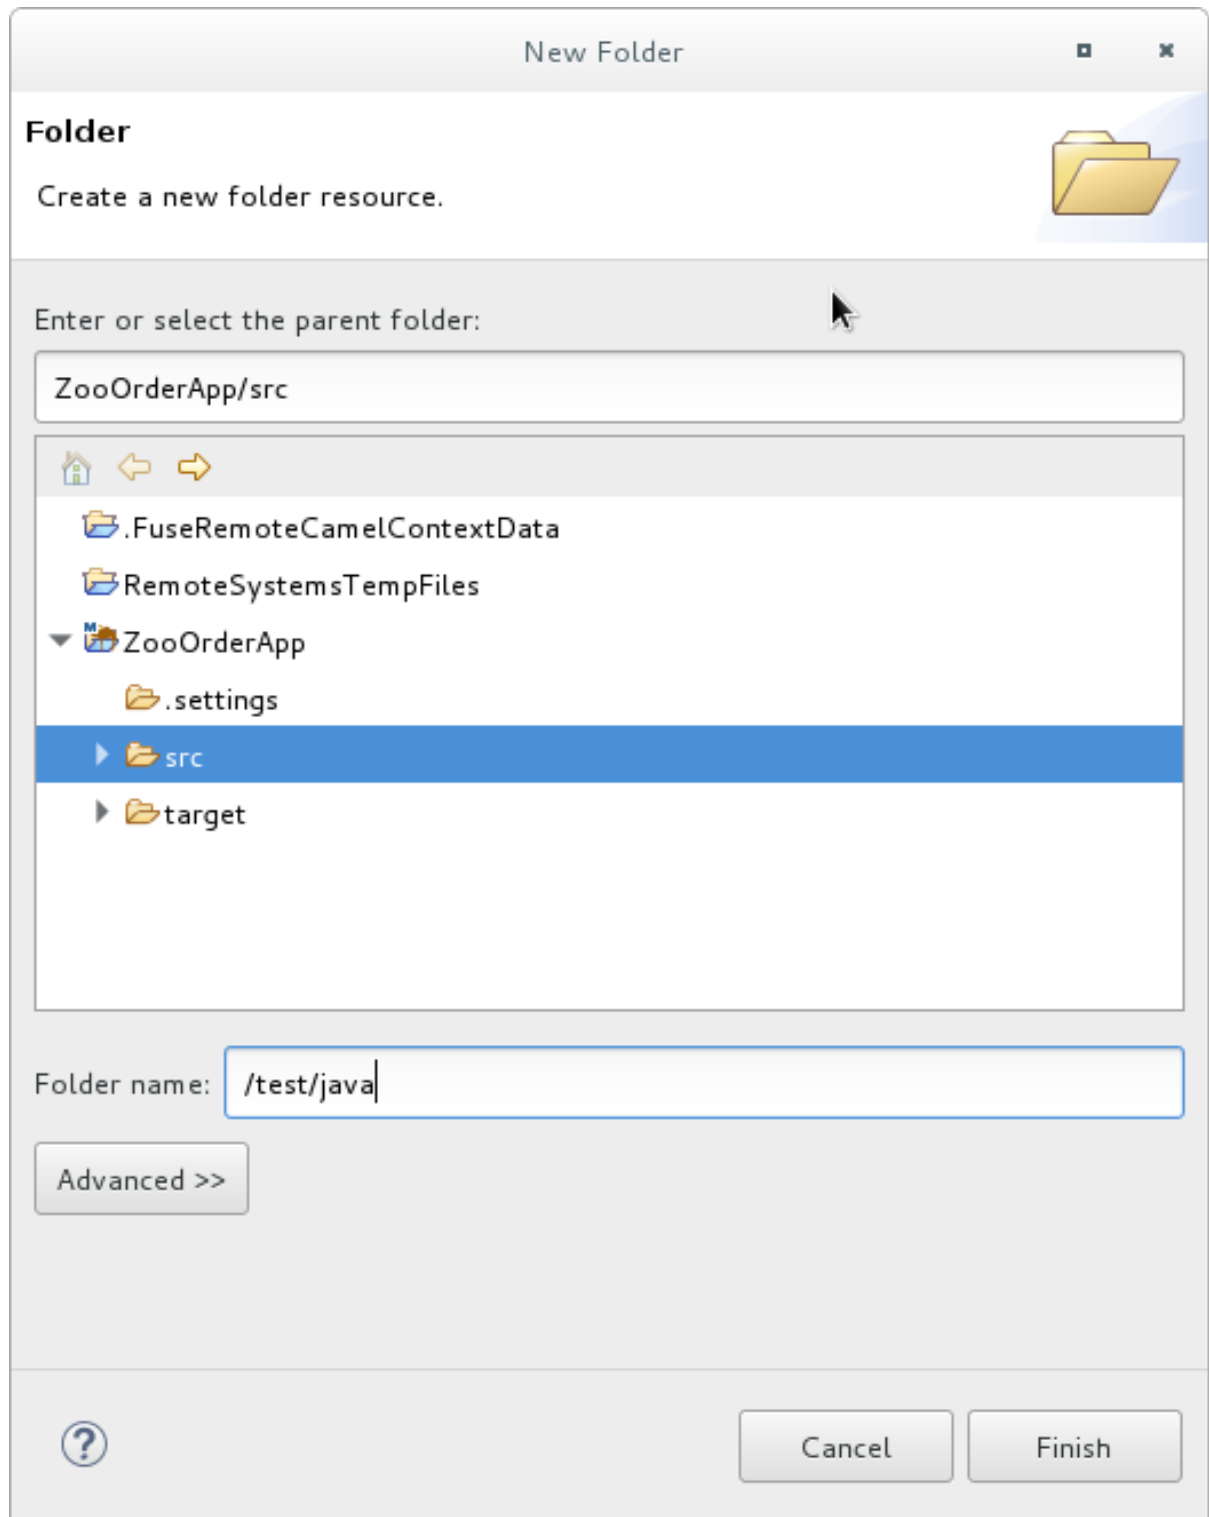 New Folder
Folder
Create a new folder resource.
Enter or select the parent folder:
ZooOrderApp/src
.FuseRemoteCamelContextData
RemoteSystemsTempFiles
ZooOrderApp
.settings
src
target
Folder name: /test/java
Advanced >>
? Cancel Finish